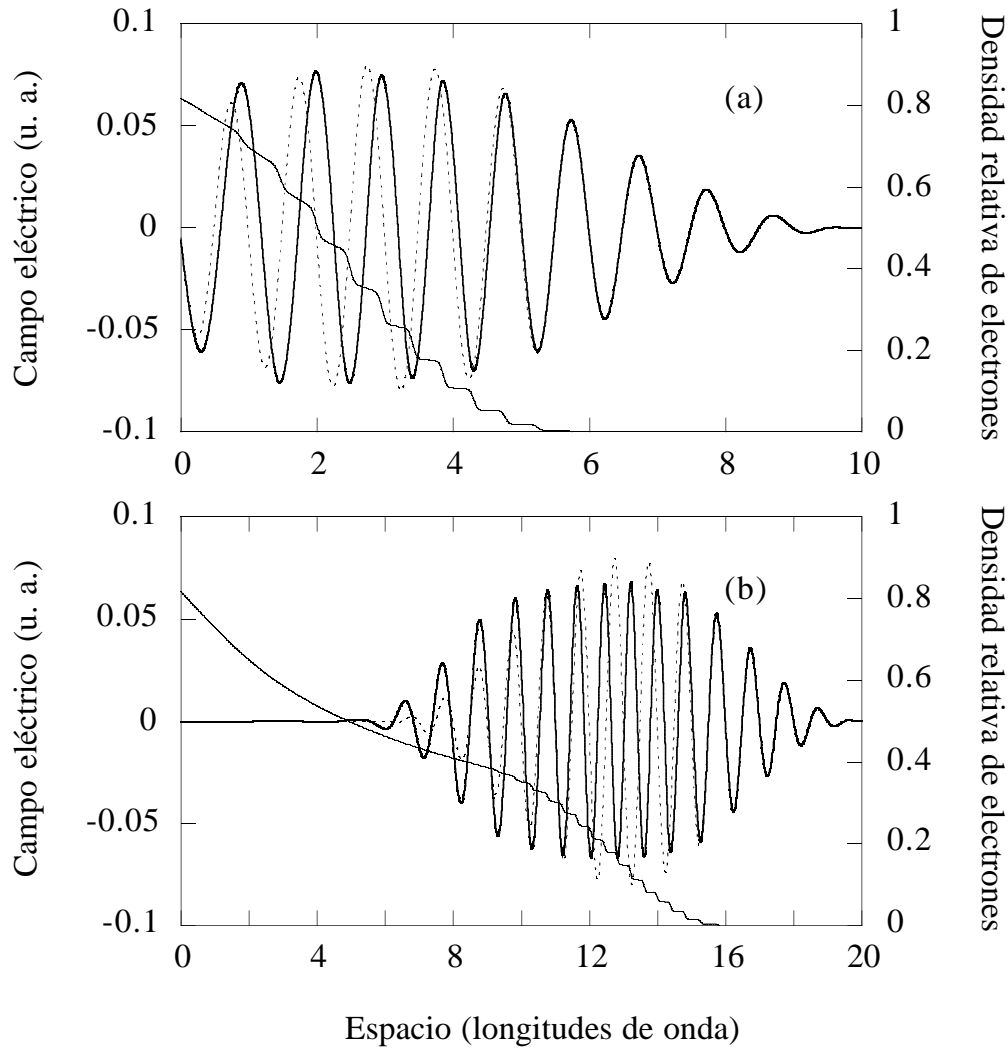 Campo eléctrico (u. a.)
0.1
0.05
0
-0.05
-0.1
(a)
1
0.8
0.6
0.4
0.2
0
Densidad relativa de electrones
0 2 4 6 8 10
Campo eléctrico (u. a.)
0.1
0.05
0
-0.05
-0.1
(b)
1
0.8
0.6
0.4
0.2
0
Densidad relativa de electrones
0 4 8 12 16 20
Espacio (longitudes de onda)